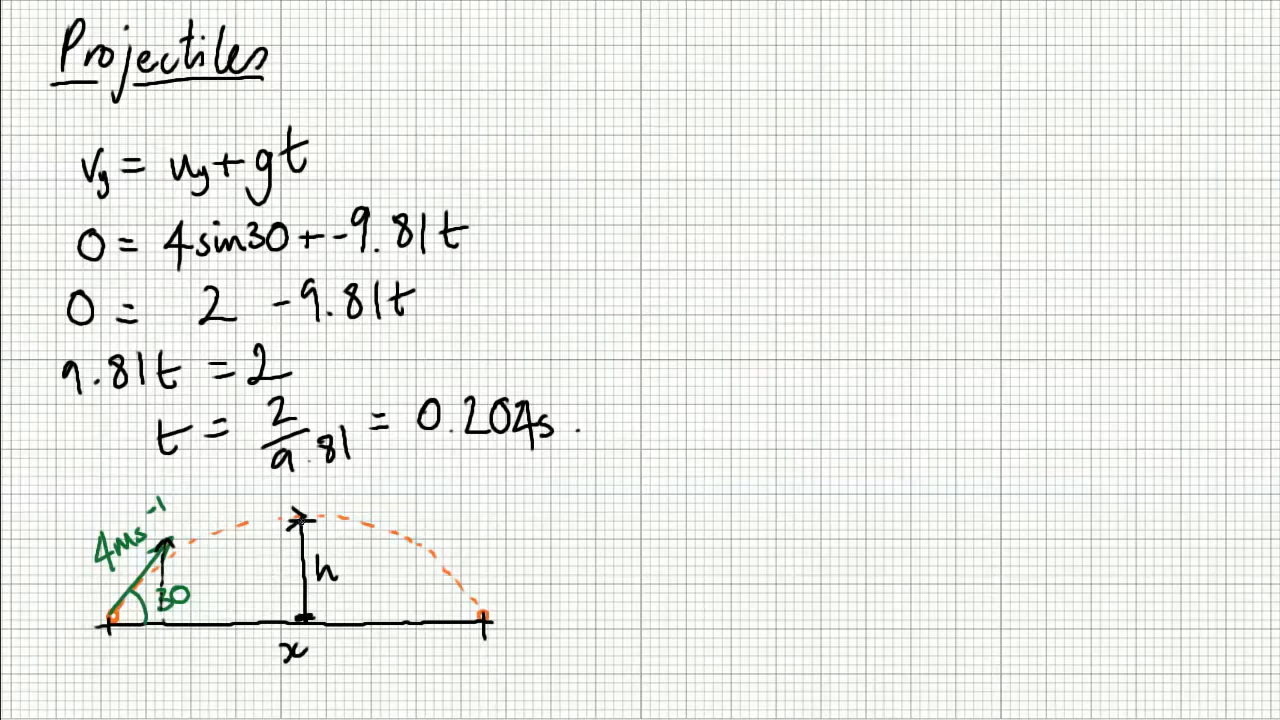 Projectiles
vy = uy + gt
0 = 4sin30 + -9.81t
0 = 2 -9.81t
9.81t = 2
t = 2/9.81 = 0.204s.
4ms⁻¹
h
30
x